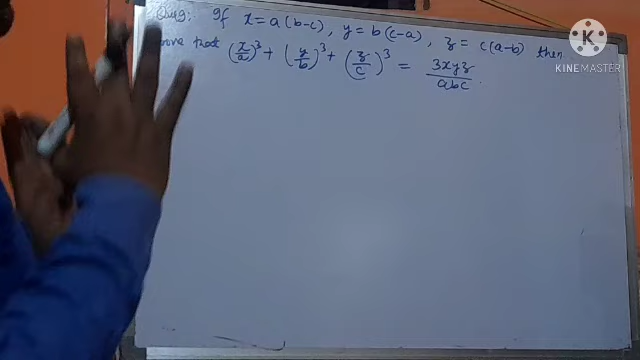 Ques: If x = a(b-c), y = b(c-a), z = c(a-b) then
prove that (x/a)³ + (y/b)³ + (z/c)³ = 3xyz/abc.
K
KINEMASTER